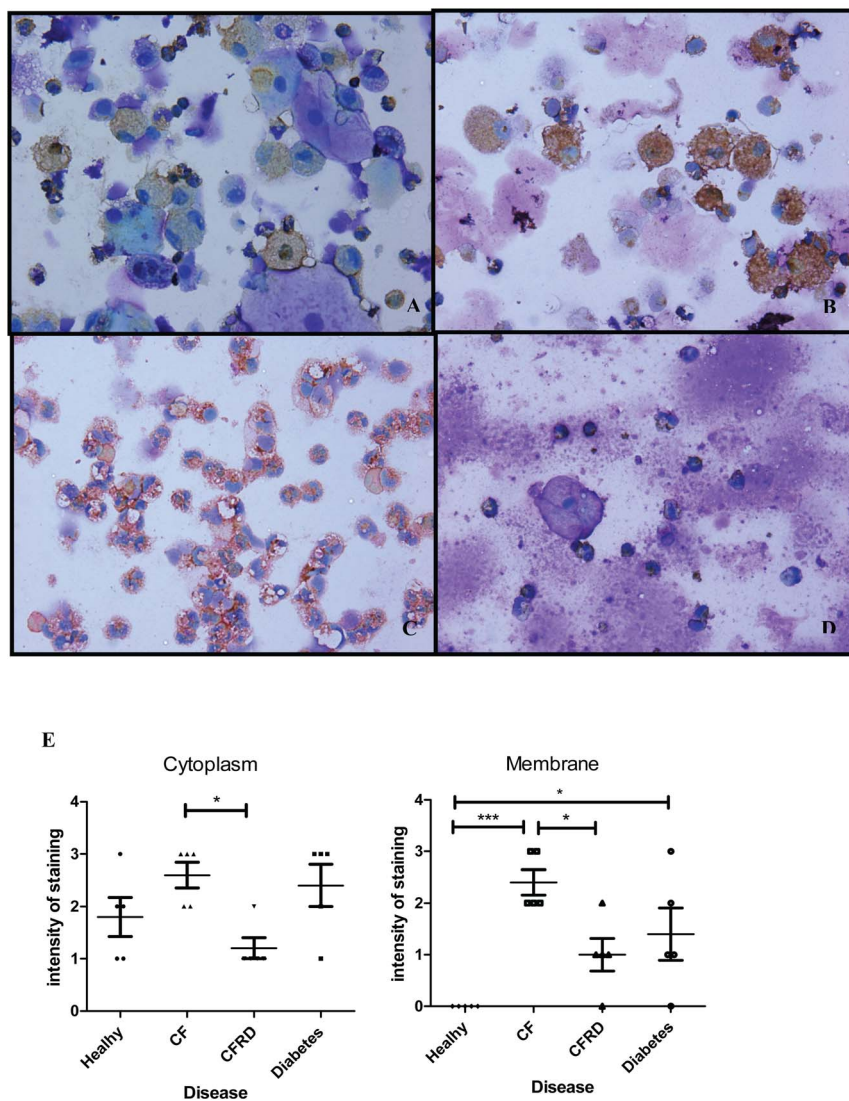 A
B
C
D
E
Cytoplasm
*
4
3
2
1
0
intensity of staining
Healhy
CF
CFRD
Diabetes
Disease
Membrane
*
***
*
4
3
2
1
0
intensity of staining
Healhy
CF
CFRD
Diabetes
Disease